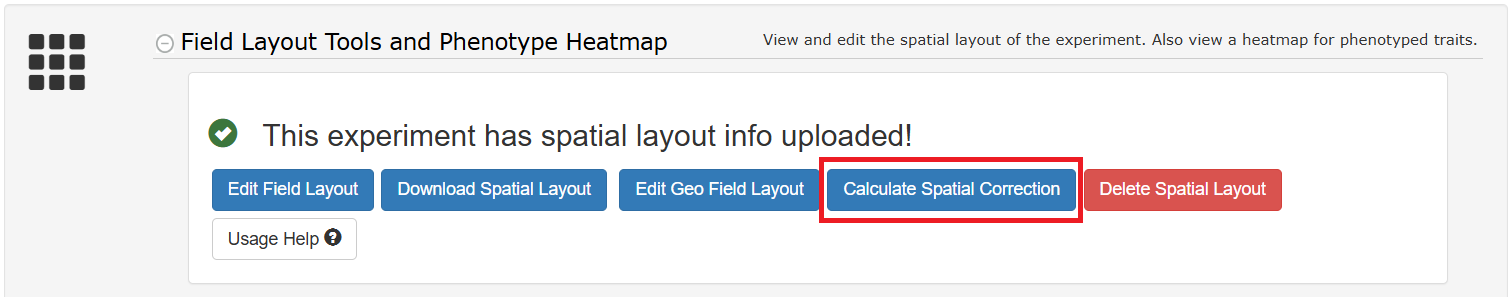 Field Layout Tools and Phenotype Heatmap
View and edit the spatial layout of the experiment. Also view a heatmap for phenotyped traits.
This experiment has spatial layout info uploaded!
Edit Field Layout Download Spatial Layout Edit Geo Field Layout Calculate Spatial Correction Delete Spatial Layout
Usage Help ?